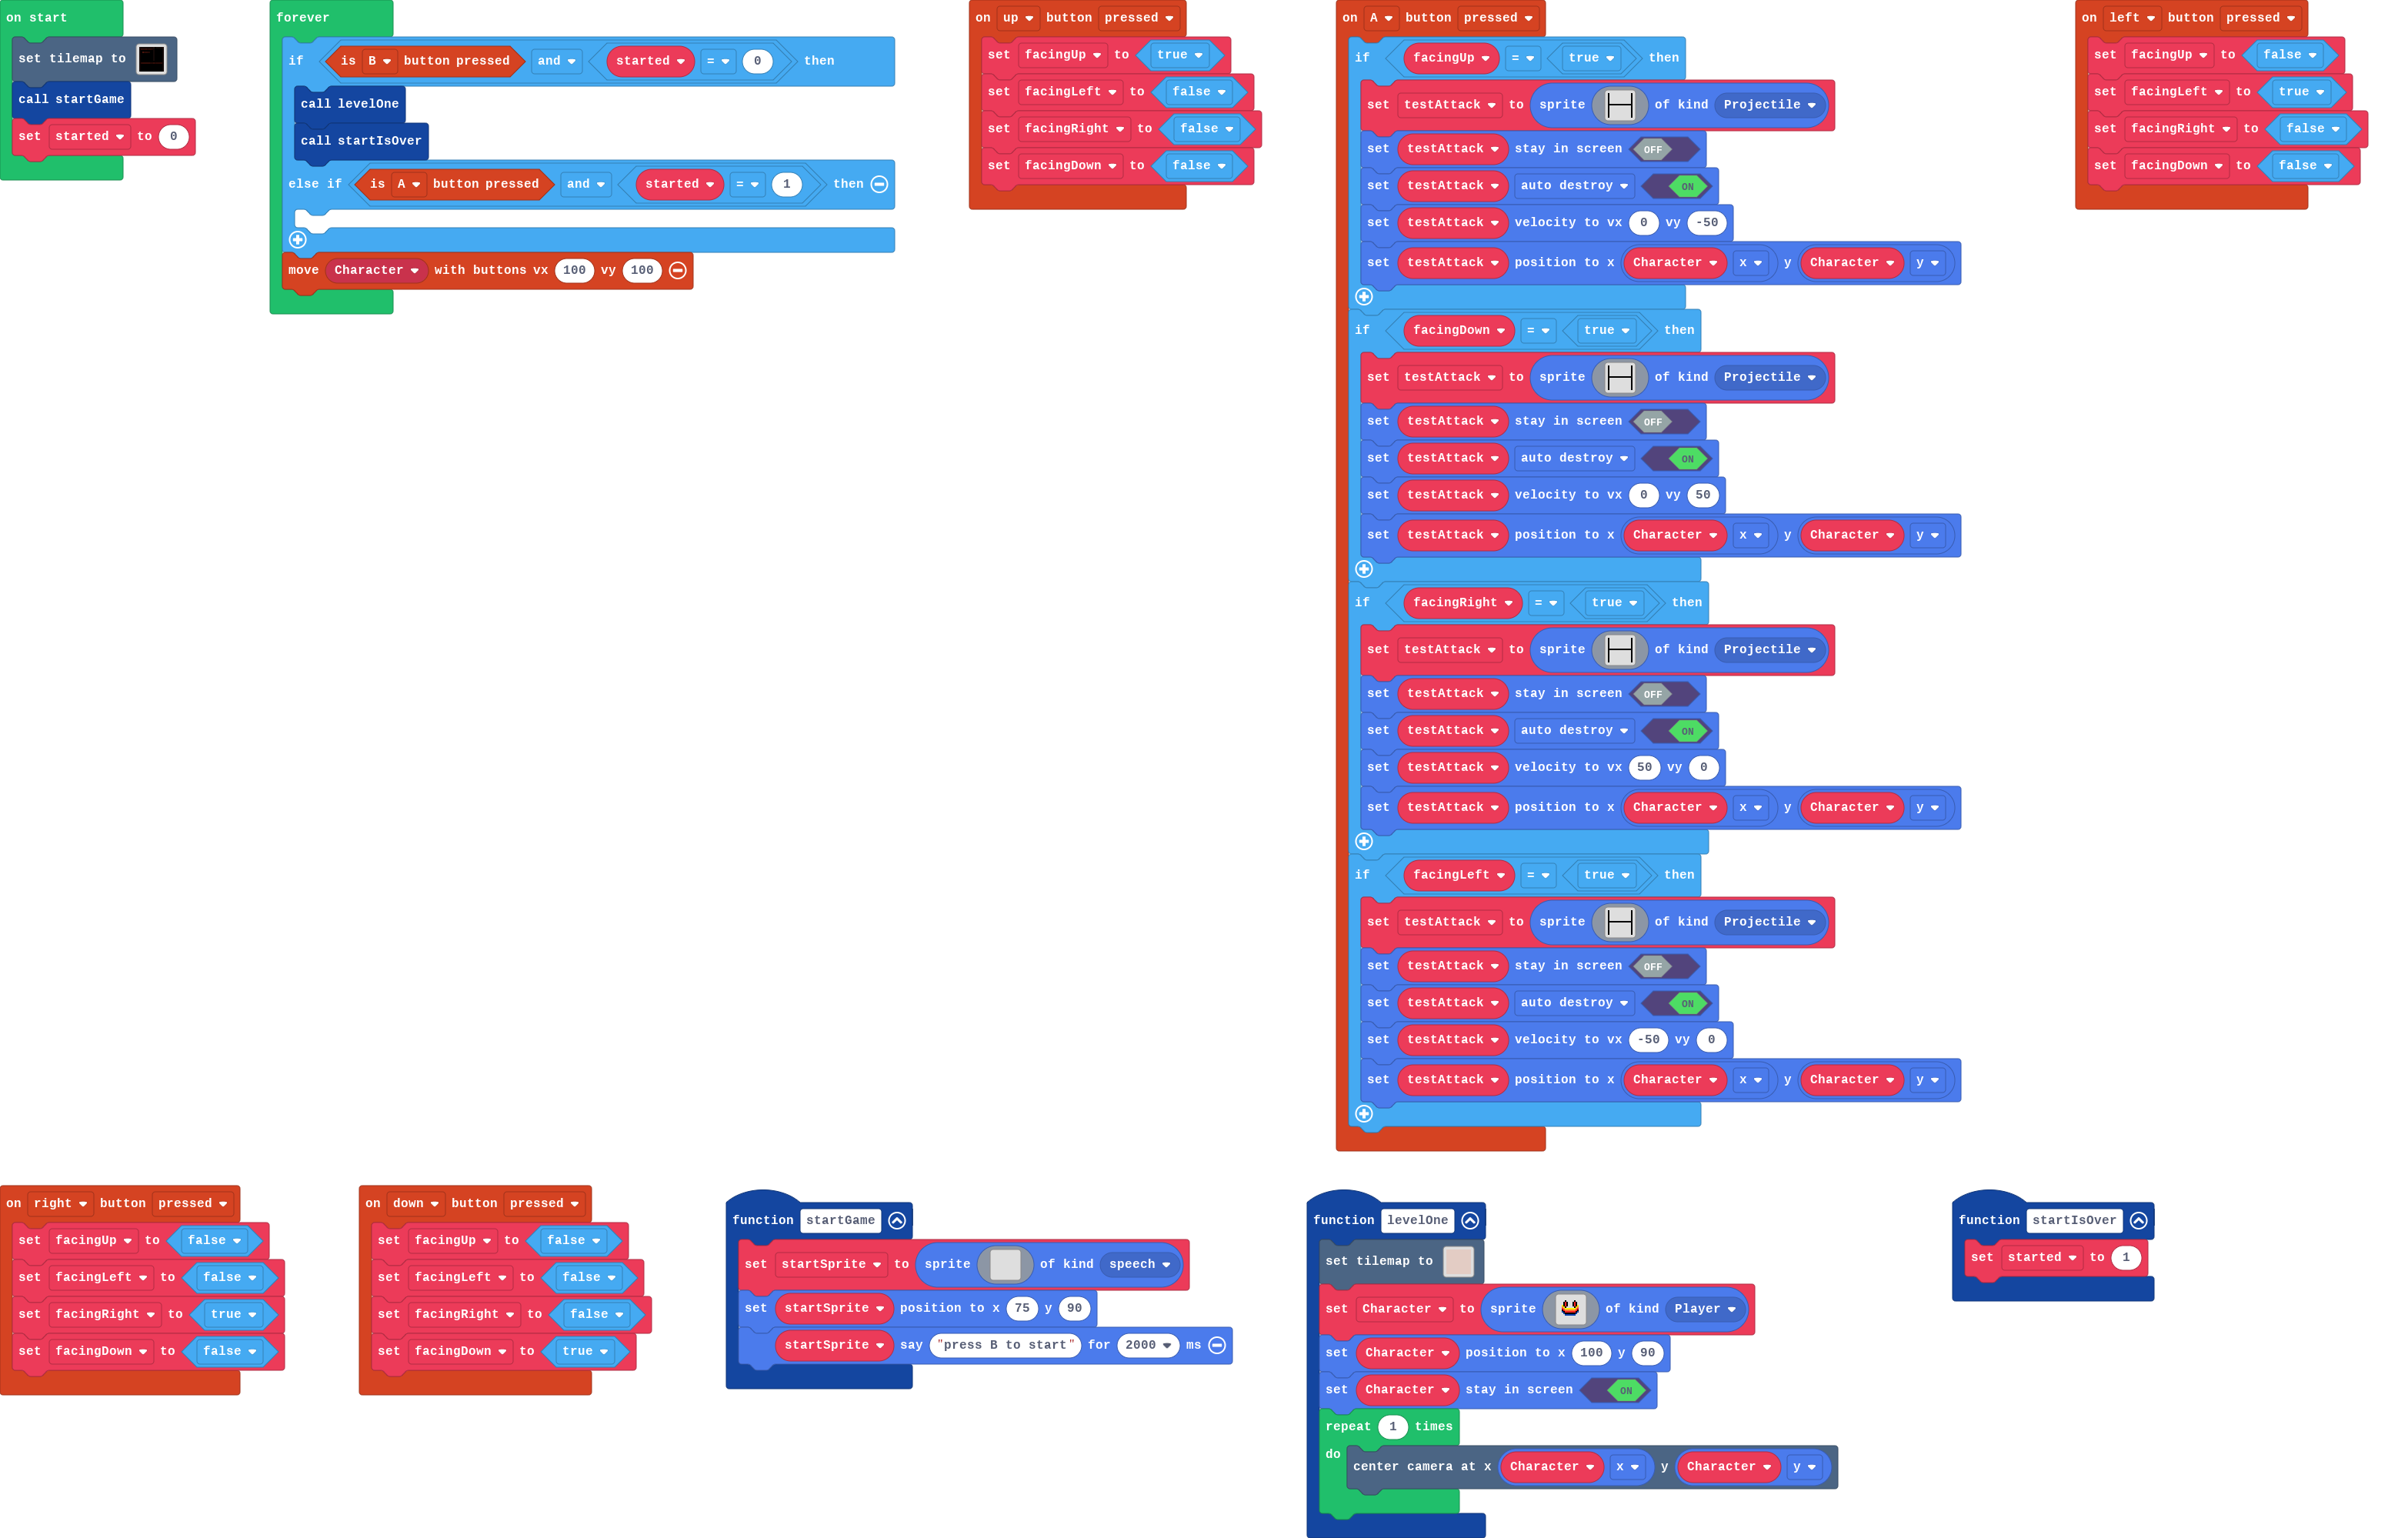 on start
set tilemap to
call startGame
set started to 0
forever
if is B button pressed and started = 0 then
call levelOne
call startIsOver
else if is A button pressed and started = 1 then
move Character with buttons vx 100 vy 100
on up button pressed
set facingUp to true
set facingLeft to false
set facingRight to false
set facingDown to false
on A button pressed
if facingUp = true then
set testAttack to sprite of kind Projectile
set testAttack stay in screen OFF
set testAttack auto destroy ON
set testAttack velocity to vx 0 vy -50
set testAttack position to x Character x y Character y
if facingDown = true then
set testAttack to sprite of kind Projectile
set testAttack stay in screen OFF
set testAttack auto destroy ON
set testAttack velocity to vx 0 vy 50
set testAttack position to x Character x y Character y
if facingRight = true then
set testAttack to sprite of kind Projectile
set testAttack stay in screen OFF
set testAttack auto destroy ON
set testAttack velocity to vx 50 vy 0
set testAttack position to x Character x y Character y
if facingLeft = true then
set testAttack to sprite of kind Projectile
set testAttack stay in screen OFF
set testAttack auto destroy ON
set testAttack velocity to vx -50 vy 0
set testAttack position to x Character x y Character y
on left button pressed
set facingUp to false
set facingLeft to true
set facingRight to false
set facingDown to false
on right button pressed
set facingUp to false
set facingLeft to false
set facingRight to true
set facingDown to false
on down button pressed
set facingUp to false
set facingLeft to false
set facingRight to false
set facingDown to true
function startGame
set startSprite to sprite of kind speech
set startSprite position to x 75 y 90
startSprite say "press B to start" for 2000 ms
function levelOne
set tilemap to
set Character to sprite of kind Player
set Character position to x 100 y 90
set Character stay in screen ON
repeat 1 times
do center camera at x Character x y Character y
function startIsOver
set started to 1